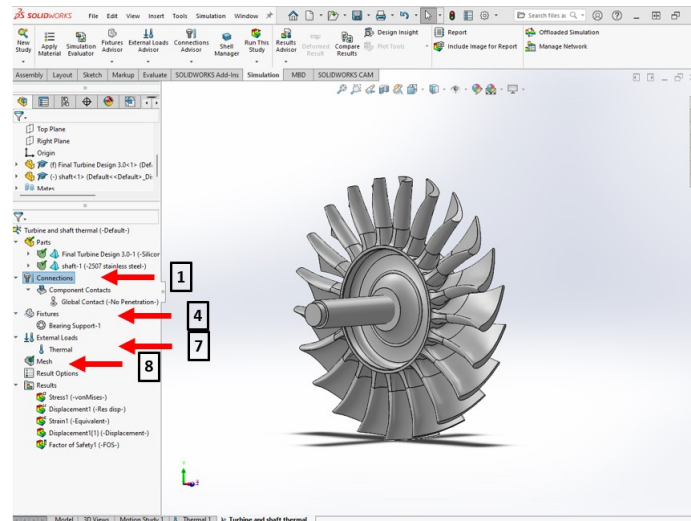 SOLIDWORKS File Edit View Insert Tools Simulation Window Search files a
New Study Apply Material Simulation Evaluator Fixtures Advisor External Loads Advisor Connections Advisor Shell Manager Run This Study Results Advisor Deformed Result Compare Results Design Insight Plot Tools Report Include Image for Report Offloaded Simulation Manage Network
Assembly Layout Sketch Markup Evaluate SOLIDWORKS Add-Ins Simulation MBD SOLIDWORKS CAM
Top Plane
Right Plane
Origin
(f) Final Turbine Design 3.0<1> (Def
(-) shaft<1> (Default<<Default>_Di
Mates
Turbine and shaft thermal (-Default-)
Parts
Final Turbine Design 3.0-1 (-Silicor
shaft-1 (-2507 stainless steel-)
Connections 1
Component Contacts
Global Contact (-No Penetration-)
Fixtures 4
Bearing Support-1
External Loads 7
Thermal
Mesh 8
Result Options
Results
Stress1 (-vonMises-)
Displacement1 (-Res disp-)
Strain1 (-Equivalent-)
Displacement1(1) (-Displacement-)
Factor of Safety1 (-FOS-)
Model 3D Views Motion Study 1 Thermal 1 Turbine and shaft thermal